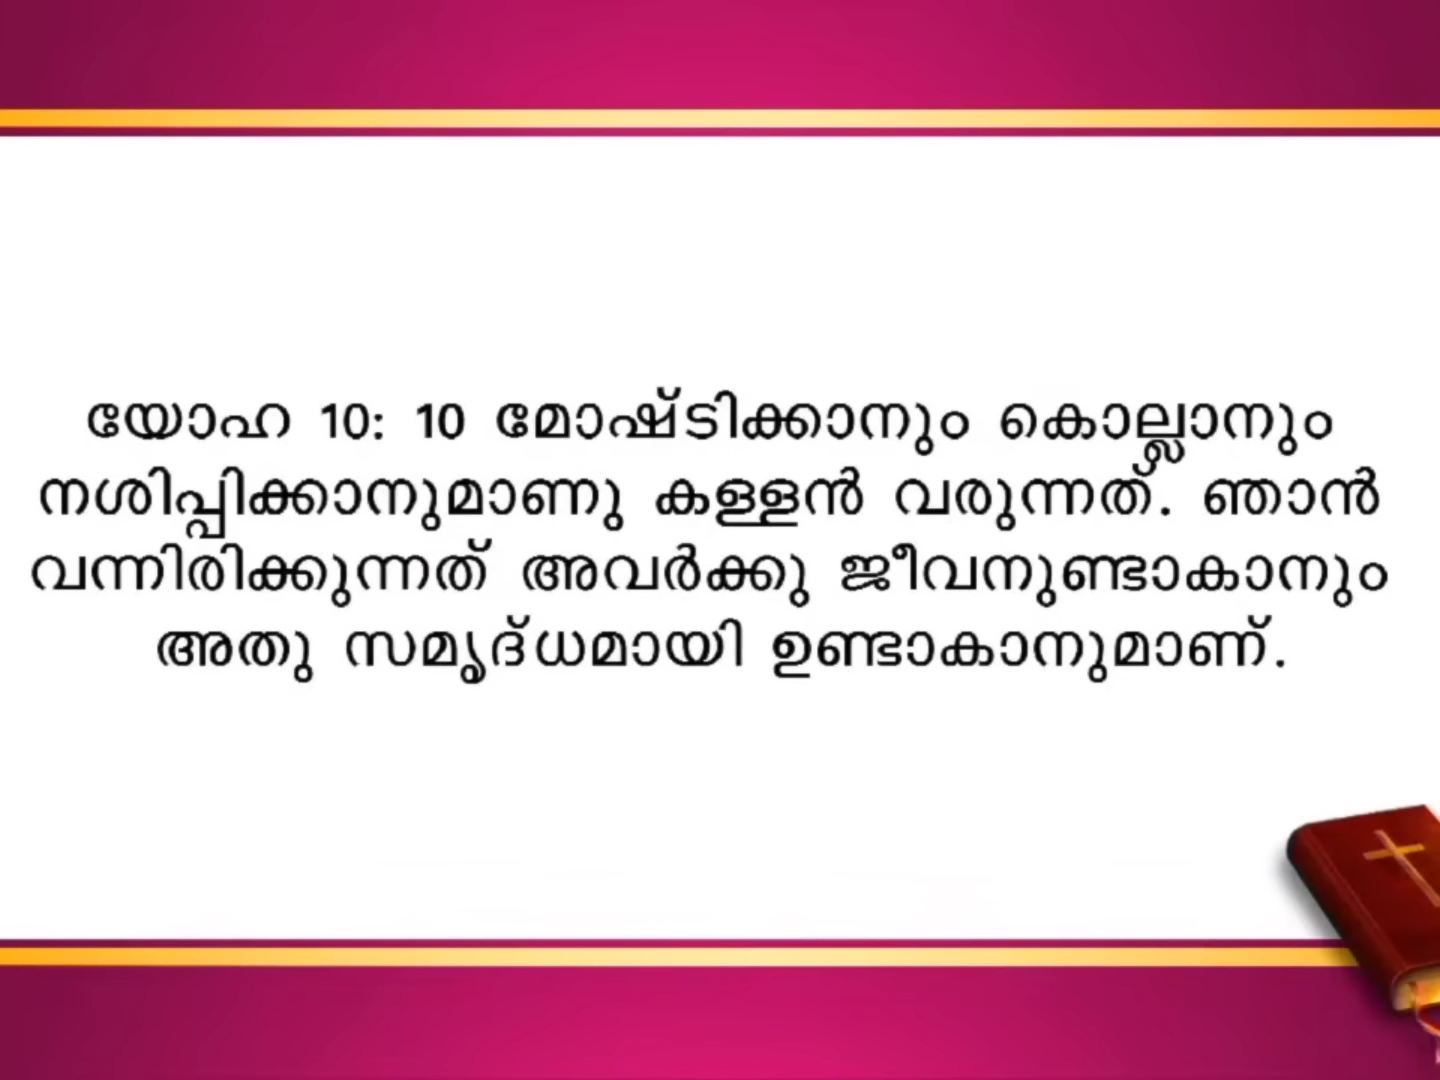 യോഹ 10: 10 മോഷ്ടിക്കാനും കൊല്ലാനും
നശിപ്പിക്കാനുമാണു കള്ളൻ വരുന്നത്. ഞാൻ
വന്നിരിക്കുന്നത് അവർക്കു ജീവനുണ്ടാകാനും
അതു സമൃദ്ധമായി ഉണ്ടാകാനുമാണ്.